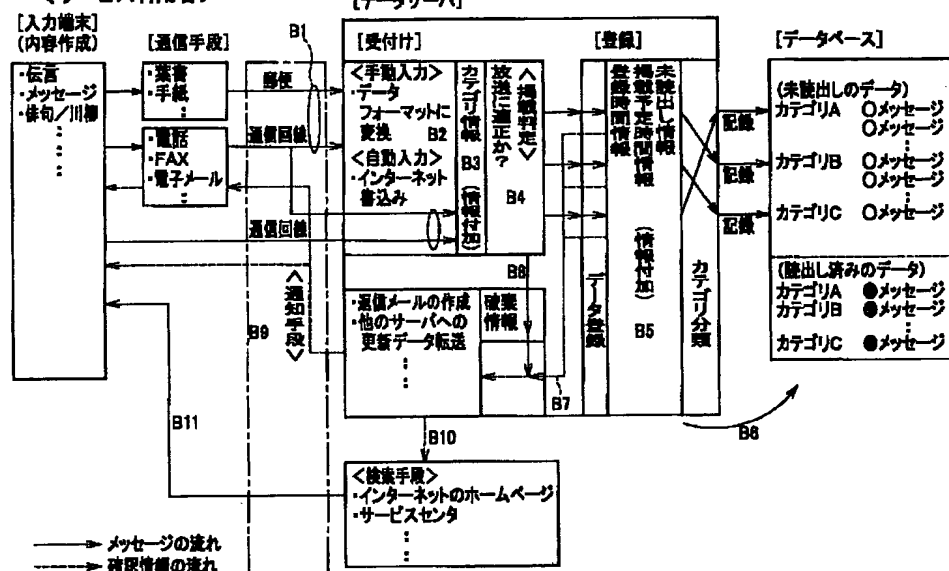 [データサーバ]
[入力端末]
(内容作成)
・伝言
・メッセージ
・俳句/川柳
[通信手段]
・葉書
・手紙
・電話
・FAX
・電子メール
B1
郵便
通信回線
通信回線
[受付け]
<手動入力>
・データ
フォーマットに
変換 B2
<自動入力>
・インターネット
書込み
カテゴリ情報
B3
(情報付加)
<掲載判定>
放送に適正か?
B4
[登録]
データ登録
登録時間情報
掲載予定時間情報
未読出し情報
(情報付加)
B5
カテゴリ分類
記録
記録
記録
[データベース]
(未読出しのデータ)
カテゴリA ○メッセージ
○メッセージ
カテゴリB ○メッセージ
○メッセージ
カテゴリC ○メッセージ
(読出し済みのデータ)
カテゴリA ●メッセージ
カテゴリB ●メッセージ
カテゴリC ●メッセージ
B6
B7
B8
・返信メールの作成
・他のサーバへの
更新データ転送
破棄
情報
B9
<通知手段>
B10
B11
<検索手段>
・インターネットのホームページ
・サービスセンタ
メッセージの流れ
確認情報の流れ